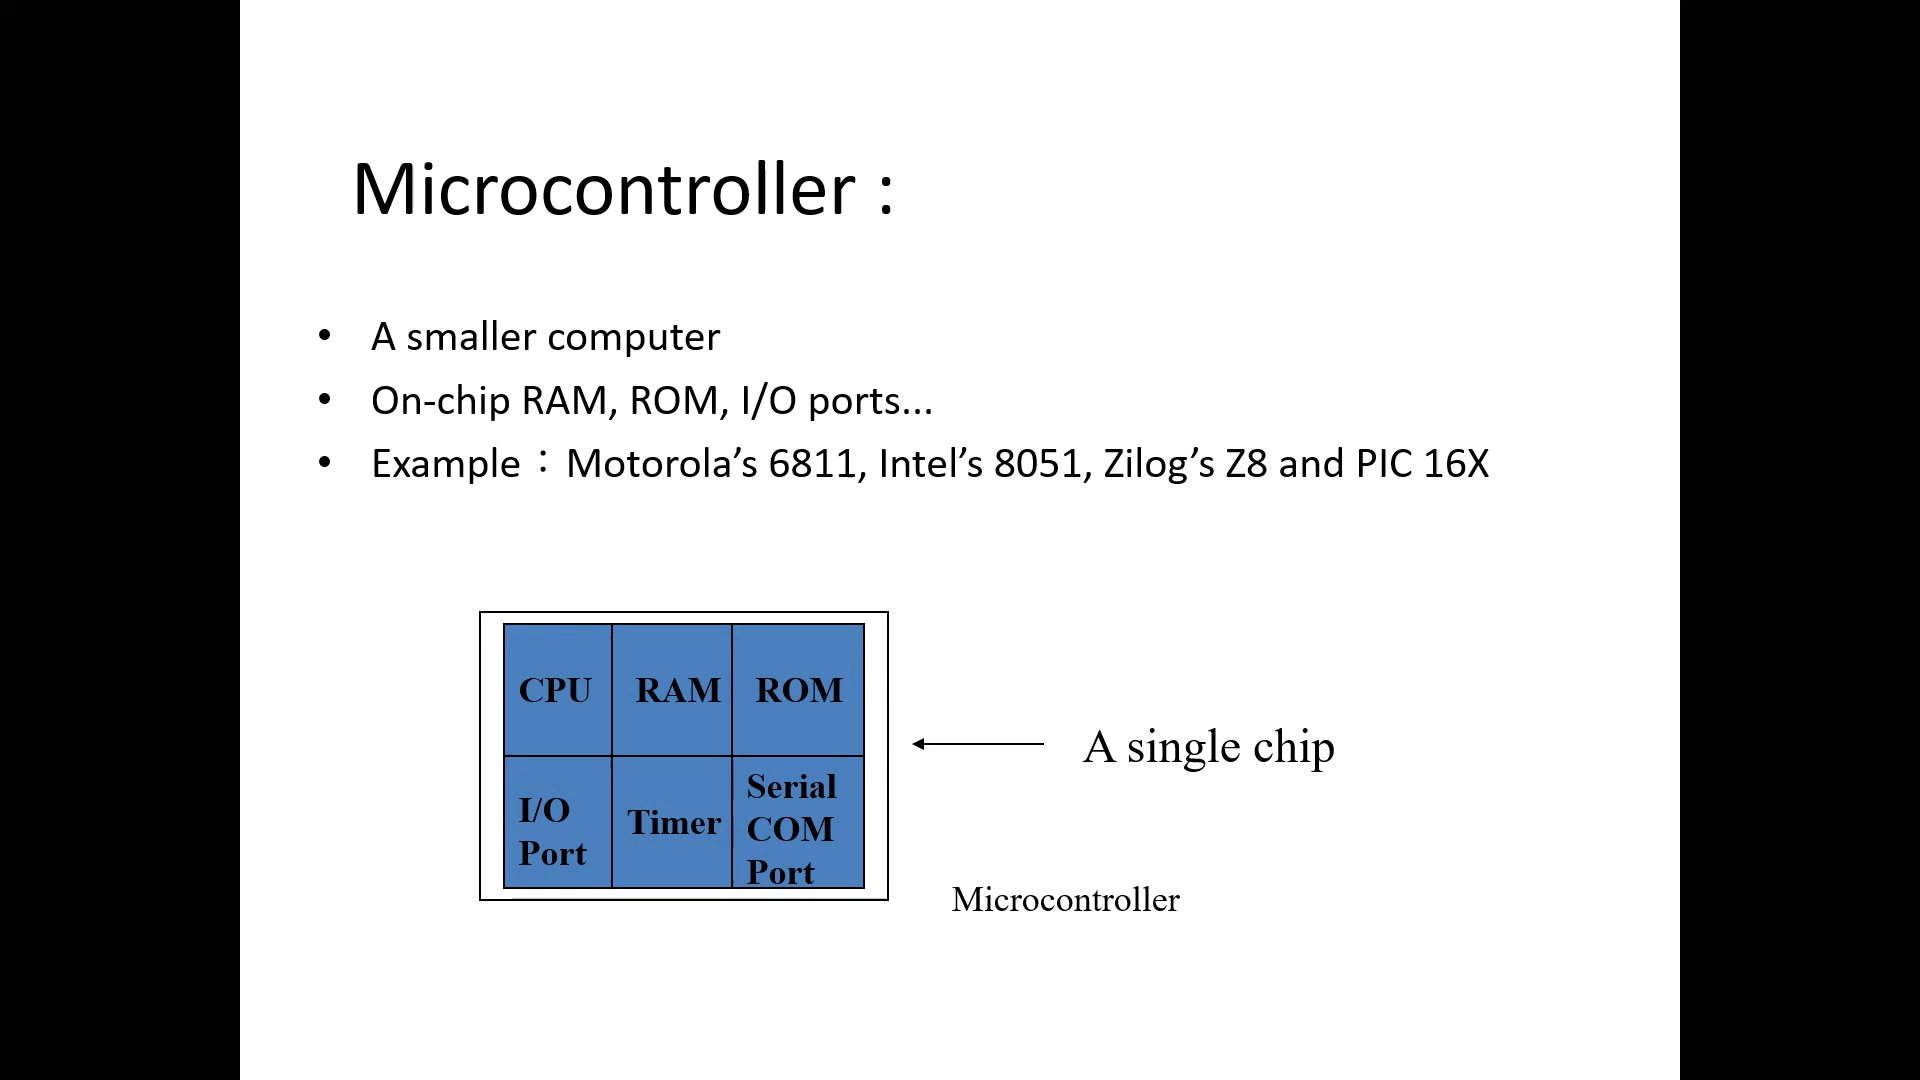 Microcontroller :
• A smaller computer
• On-chip RAM, ROM, I/O ports...
• Example：Motorola’s 6811, Intel’s 8051, Zilog’s Z8 and PIC 16X
CPU RAM ROM
I/O
Port
Timer
Serial
COM
Port
A single chip
Microcontroller